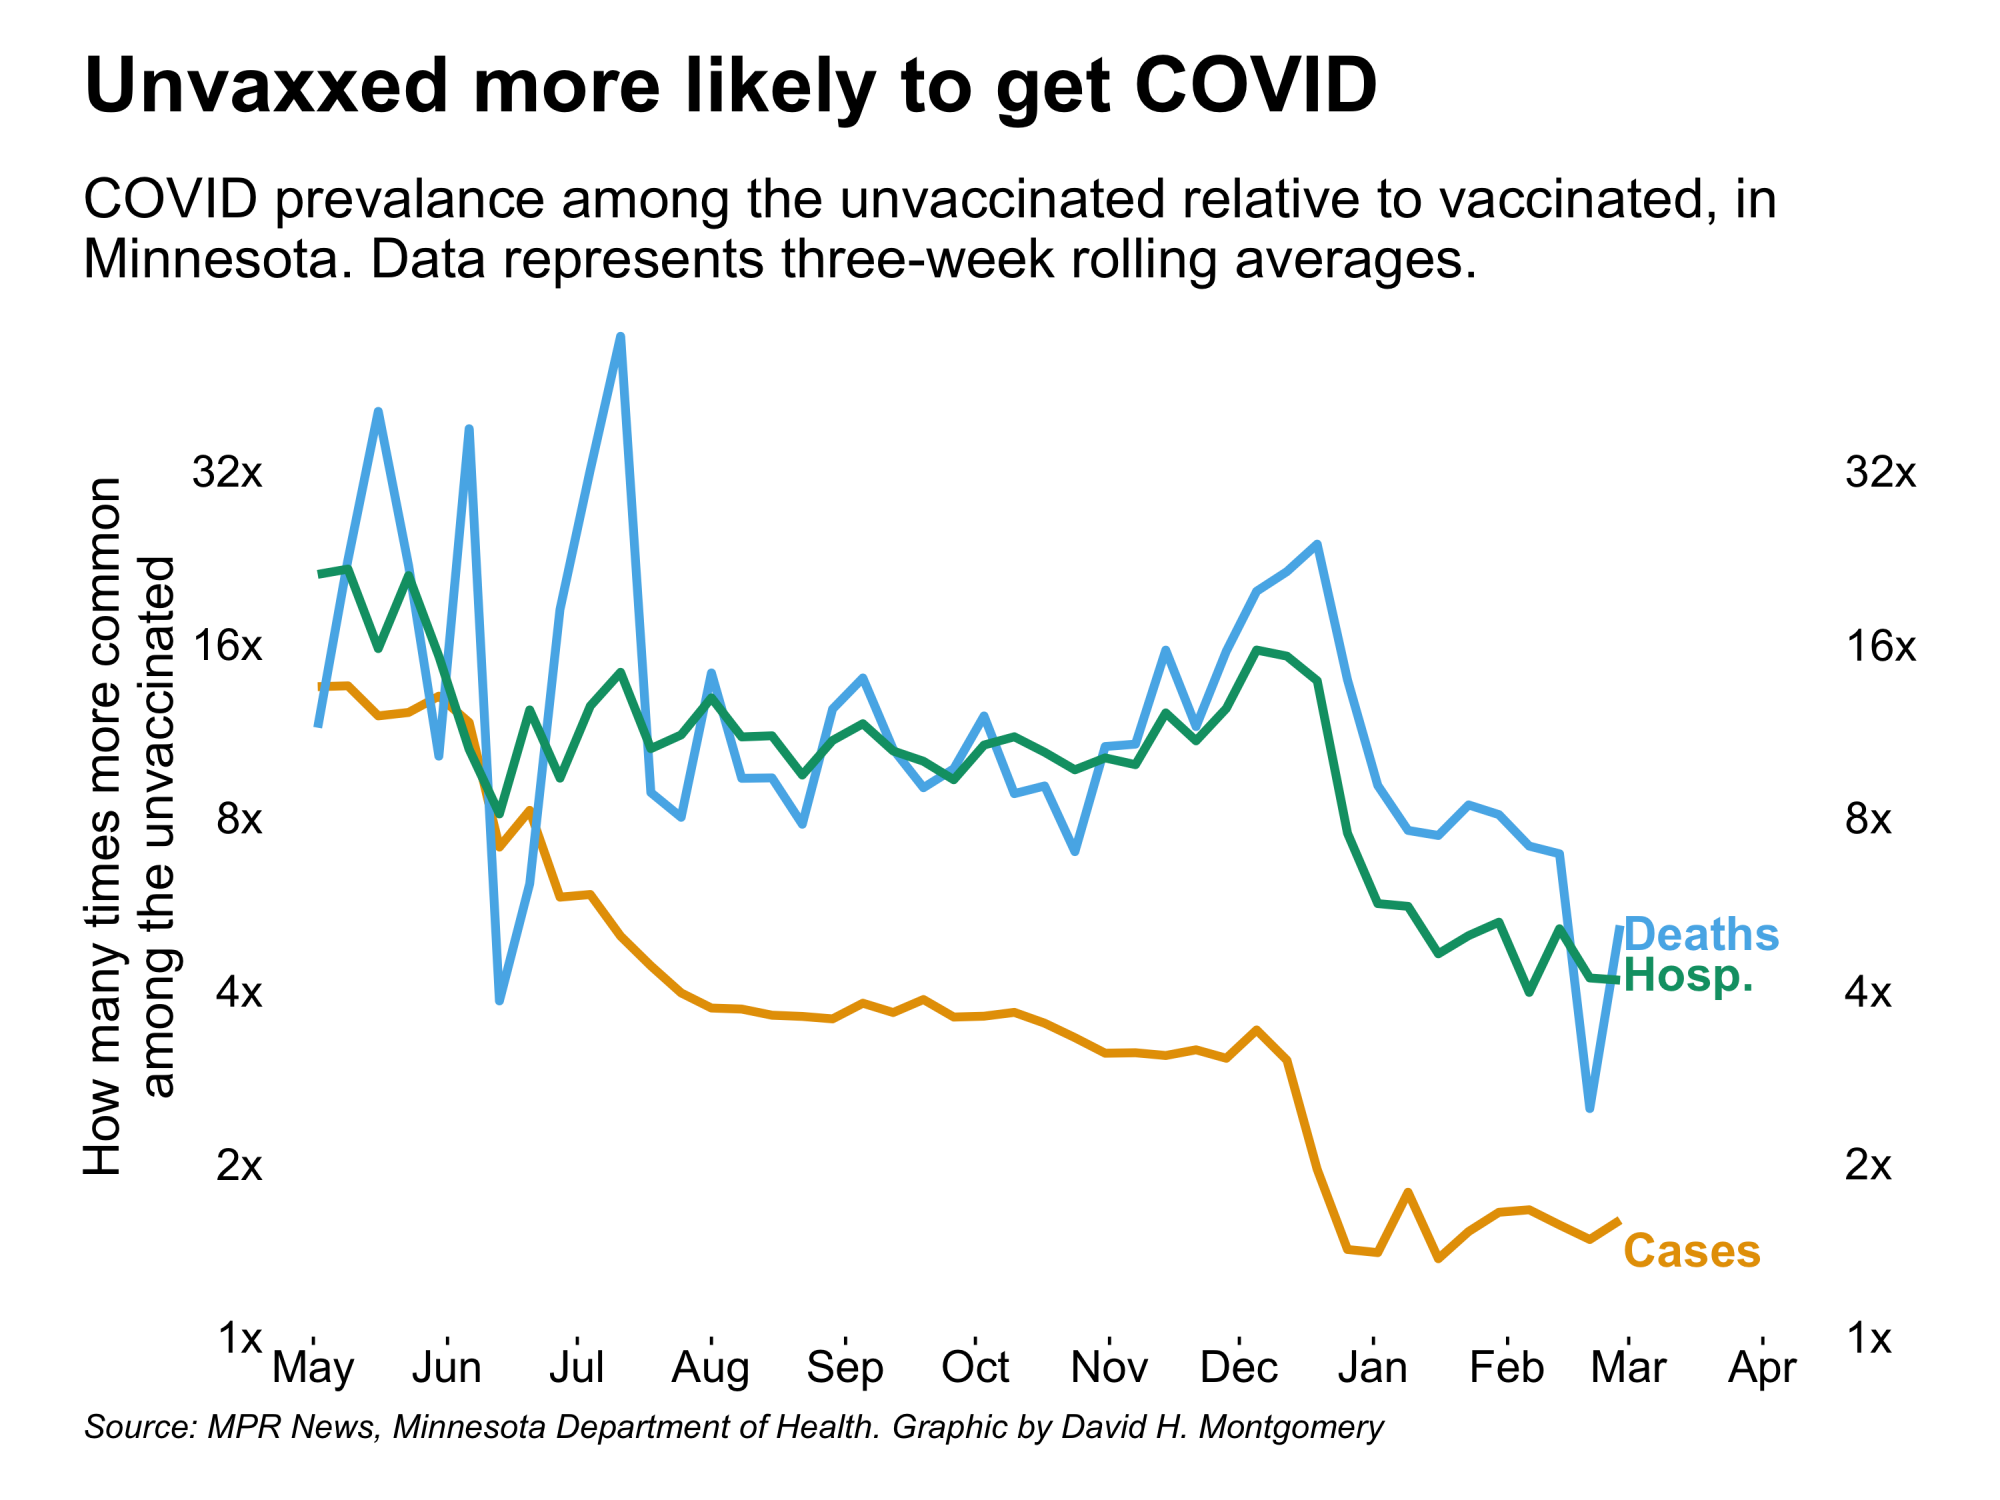 Unvaxxed more likely to get COVID
COVID prevalance among the unvaccinated relative to vaccinated, in
Minnesota. Data represents three-week rolling averages.
How many times more common
among the unvaccinated
32x
32x
16x
16x
8x
8x
4x
4x
2x
2x
1x
1x
Deaths
Hosp.
Cases
May Jun Jul Aug Sep Oct Nov Dec Jan Feb Mar Apr
Source: MPR News, Minnesota Department of Health. Graphic by David H. Montgomery